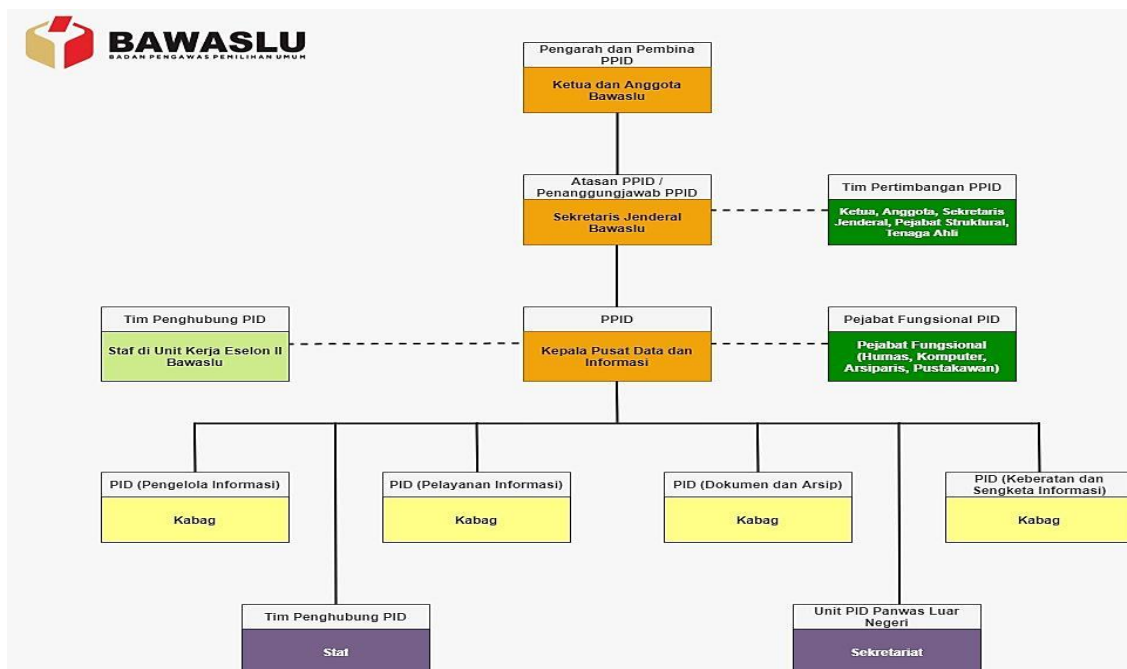 BAWASLU
BADAN PENGAWAS PEMILIHAN UMUM
Pengarah dan Pembina
PPID
Ketua dan Anggota
Bawaslu
Atasan PPID /
Penanggungjawab PPID
Sekretaris Jenderal
Bawaslu
Tim Pertimbangan PPID
Ketua, Anggota, Sekretaris
Jenderal, Pejabat Struktural,
Tenaga Ahli
Tim Penghubung PID
Staf di Unit Kerja Eselon II
Bawaslu
PPID
Kepala Pusat Data dan
Informasi
Pejabat Fungsional PID
Pejabat Fungsional
(Humas, Komputer,
Arsiparis, Pustakawan)
PID (Pengelola Informasi)
Kabag
PID (Pelayanan Informasi)
Kabag
PID (Dokumen dan Arsip)
Kabag
PID (Keberatan dan
Sengketa Informasi)
Kabag
Tim Penghubung PID
Staf
Unit PID Panwas Luar
Negeri
Sekretariat